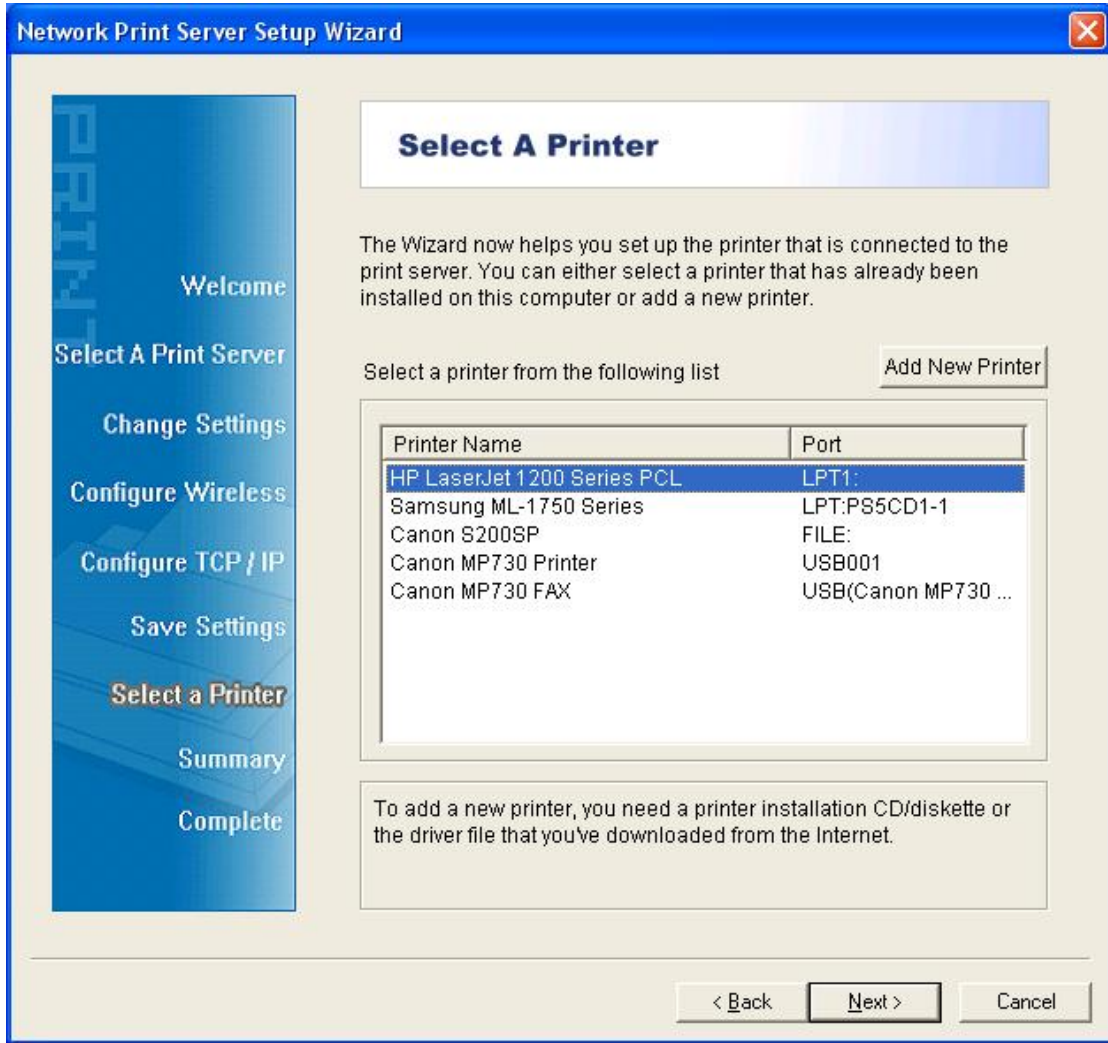 Network Print Server Setup Wizard
PRINT
Welcome
Select A Print Server
Change Settings
Configure Wireless
Configure TCP / IP
Save Settings
Select a Printer
Summary
Complete
Select A Printer
The Wizard now helps you set up the printer that is connected to the
print server. You can either select a printer that has already been
installed on this computer or add a new printer.
Select a printer from the following list
Add New Printer
Printer Name Port
HP LaserJet 1200 Series PCL LPT1:
Samsung ML-1750 Series LPT:PS5CD1-1
Canon S200SP FILE:
Canon MP730 Printer USB001
Canon MP730 FAX USB(Canon MP730 ...
To add a new printer, you need a printer installation CD/diskette or
the driver file that you've downloaded from the Internet.
< Back Next > Cancel